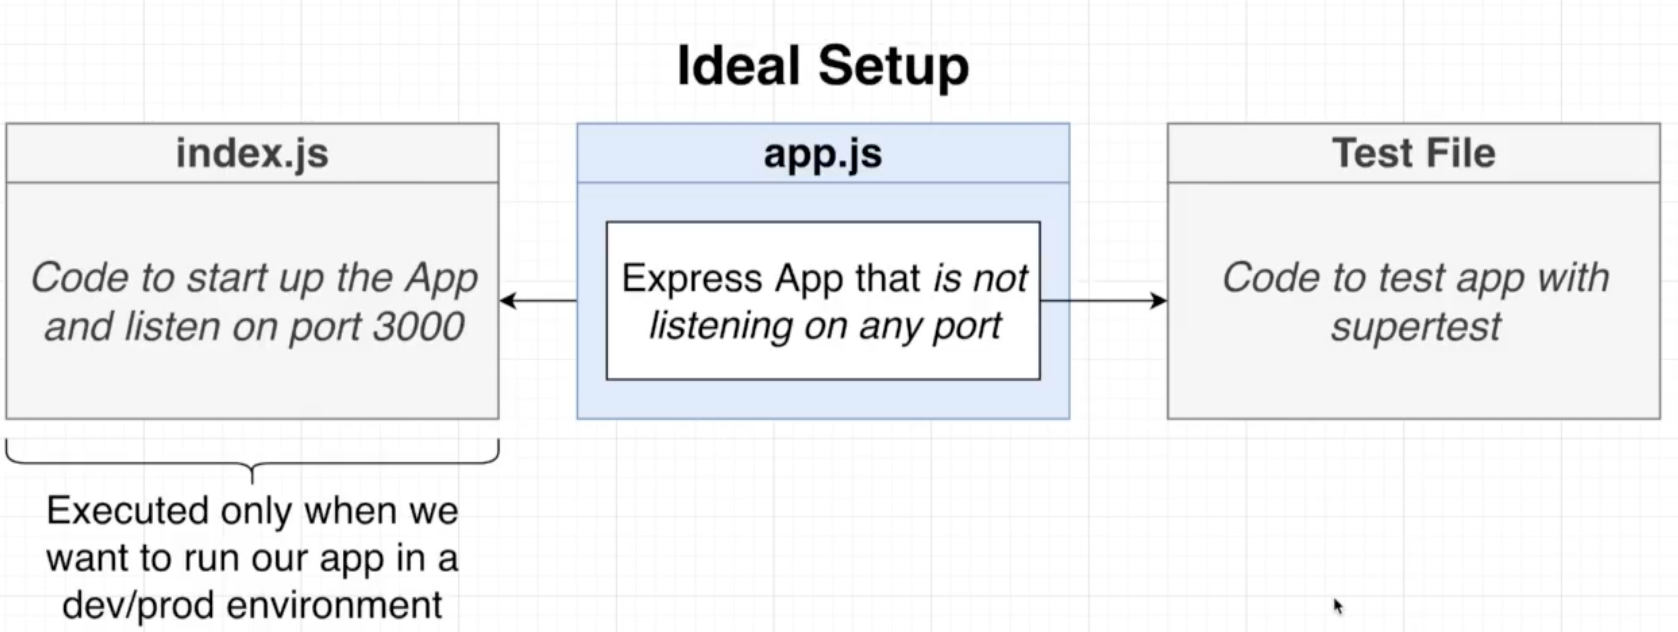 Ideal Setup
index.js
Code to start up the App
and listen on port 3000
Executed only when we
want to run our app in a
dev/prod environment
app.js
Express App that is not
listening on any port
Test File
Code to test app with
supertest